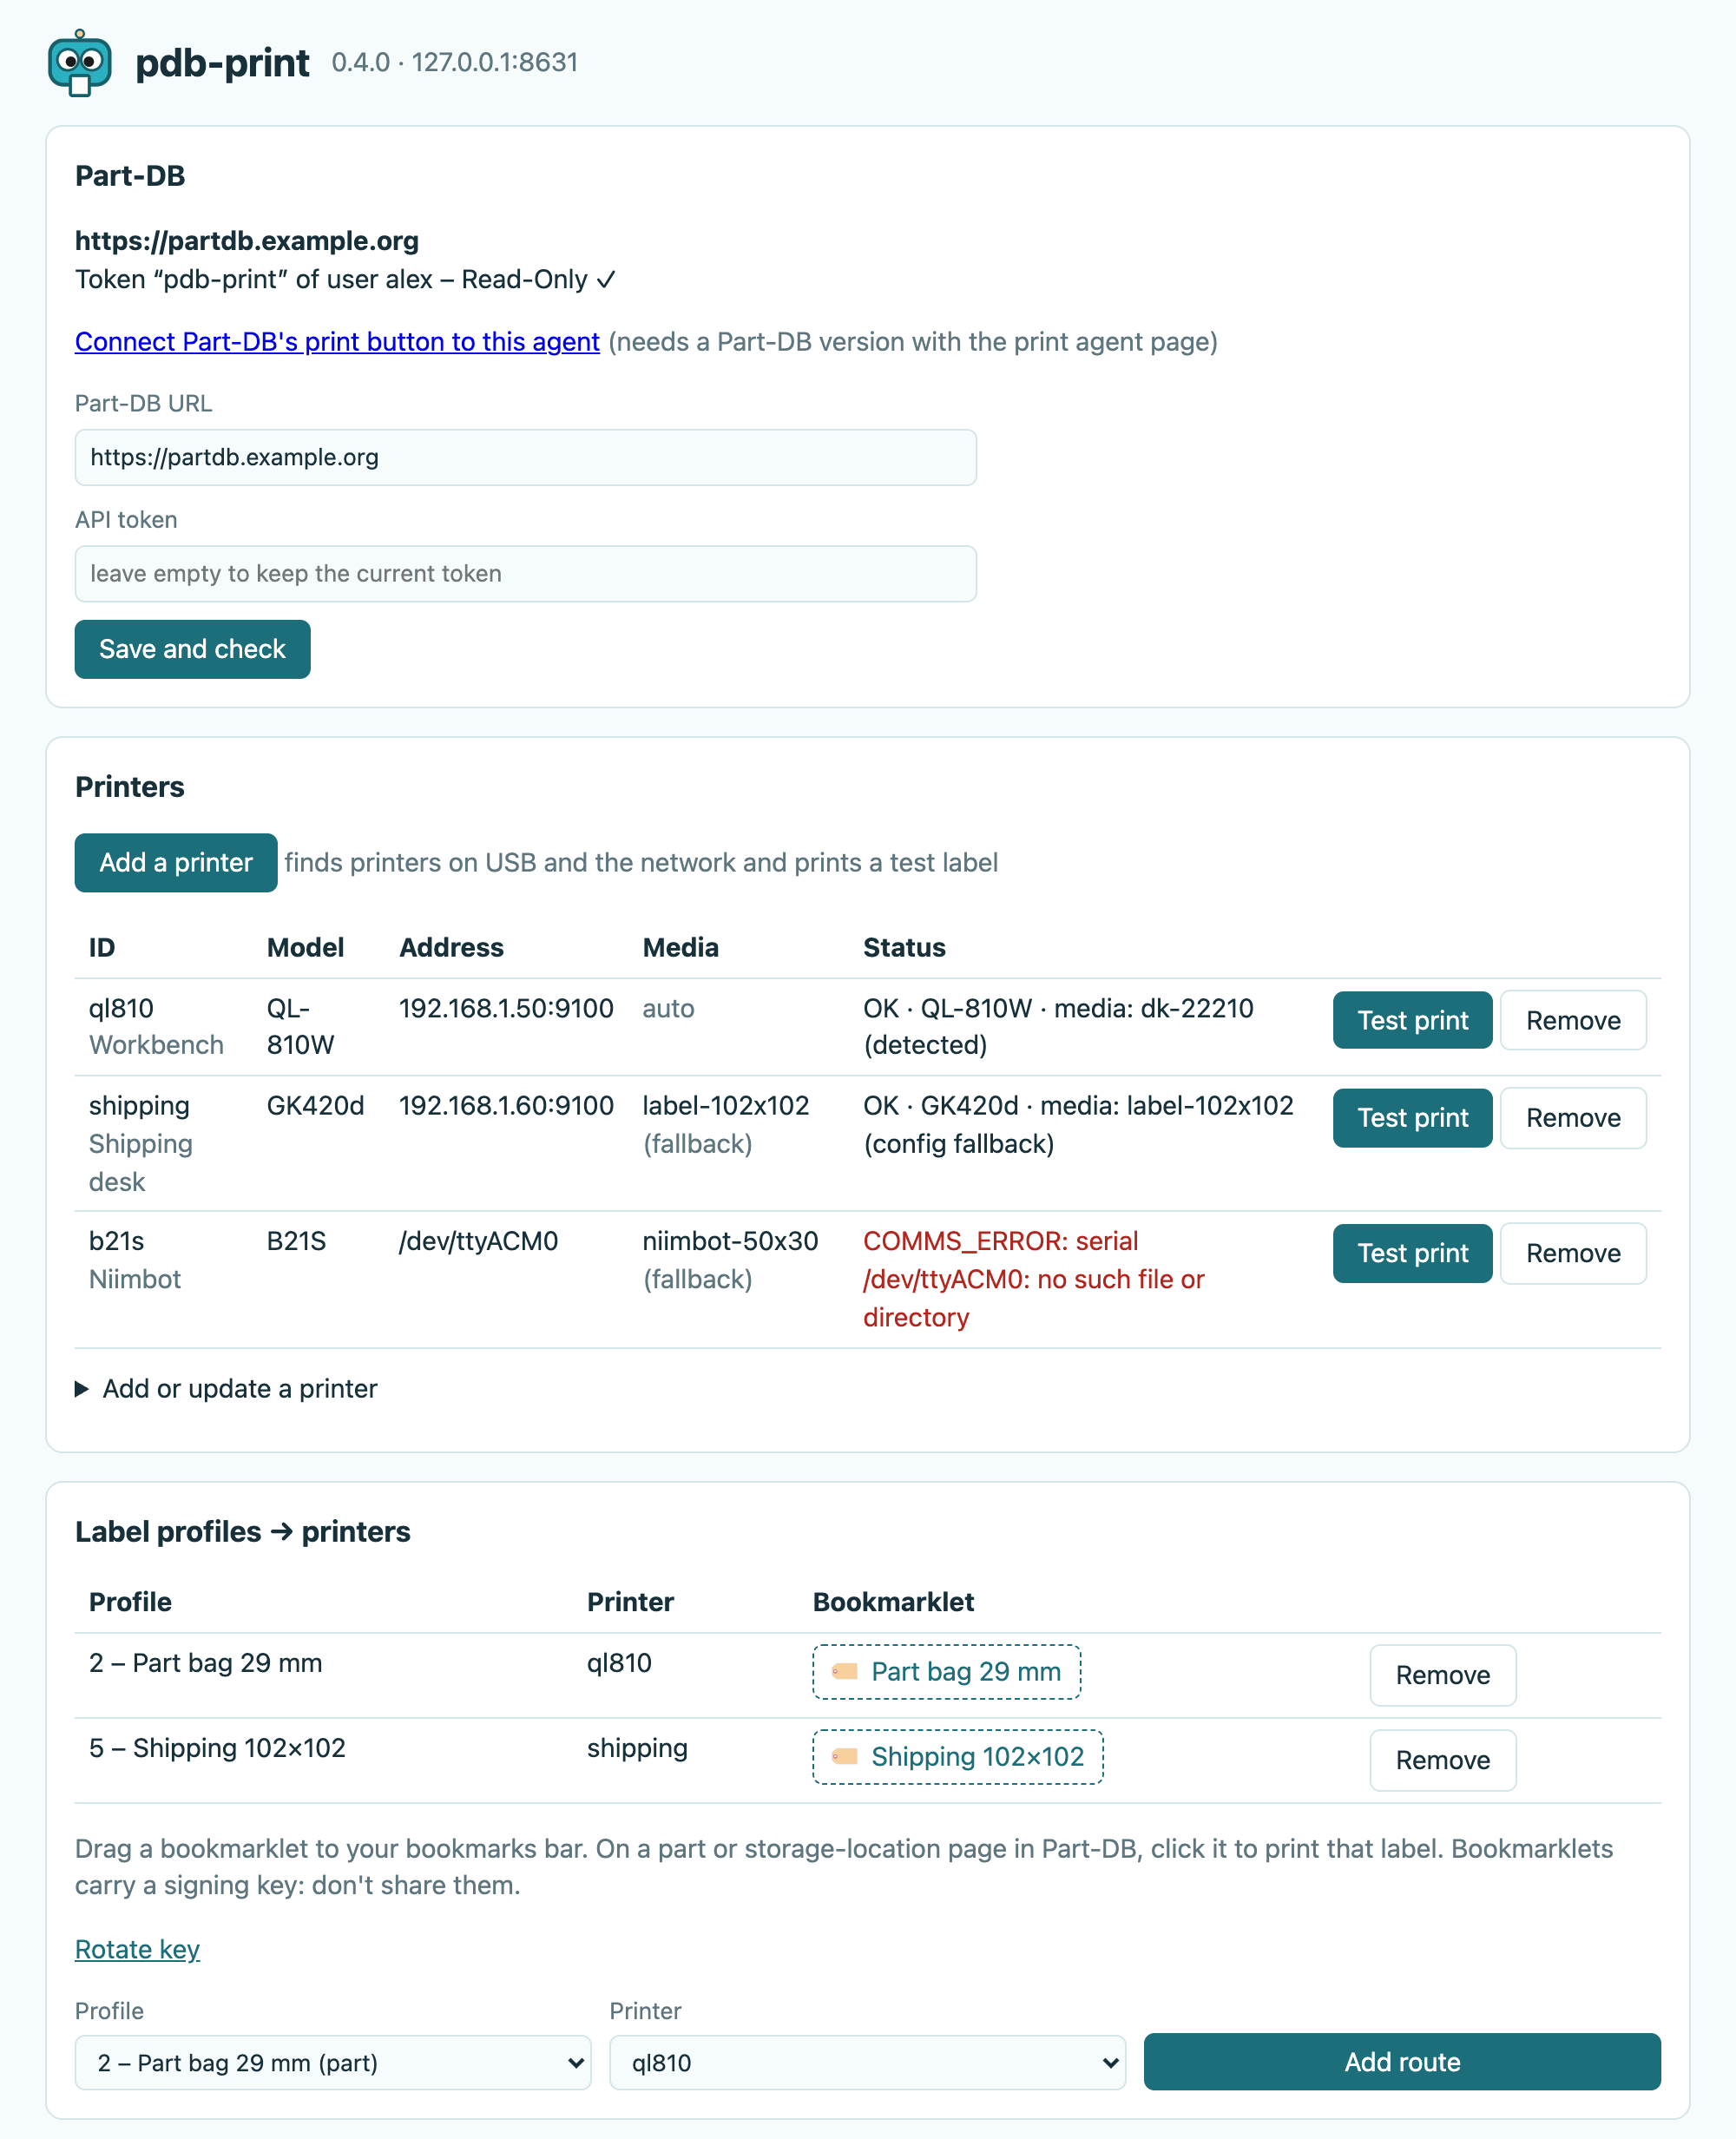 pdb-print 0.4.0 · 127.0.0.1:8631
Part-DB
https://partdb.example.org
Token “pdb-print” of user alex – Read-Only ✓
Connect Part-DB's print button to this agent (needs a Part-DB version with the print agent page)
Part-DB URL
https://partdb.example.org
API token
leave empty to keep the current token
Save and check
Printers
Add a printer finds printers on USB and the network and prints a test label
ID Model Address Media Status
ql810 QL- 192.168.1.50:9100 auto OK · QL-810W · media: dk-22210 Test print Remove
Workbench 810W (detected)
shipping GK420d 192.168.1.60:9100 label-102x102 OK · GK420d · media: label-102x102 Test print Remove
Shipping (fallback) (config fallback)
desk
b21s B21S /dev/ttyACM0 niimbot-50x30 COMMS_ERROR: serial Test print Remove
Niimbot (fallback) /dev/ttyACM0: no such file or
directory
▶ Add or update a printer
Label profiles → printers
Profile Printer Bookmarklet
2 – Part bag 29 mm ql810 Part bag 29 mm Remove
5 – Shipping 102×102 shipping Shipping 102×102 Remove
Drag a bookmarklet to your bookmarks bar. On a part or storage-location page in Part-DB, click it to print that label. Bookmarklets
carry a signing key: don't share them.
Rotate key
Profile Printer
2 – Part bag 29 mm (part) ql810 Add route